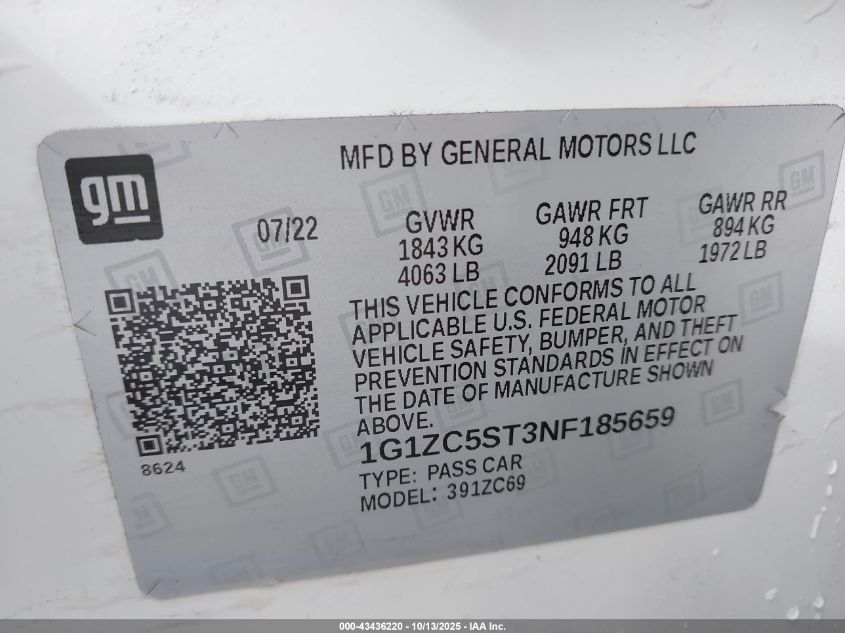 MFD BY GENERAL MOTORS LLC
gm
07/22
GVWR
1843 KG
4063 LB
GAWR FRT
948 KG
2091 LB
GAWR RR
894 KG
1972 LB
THIS VEHICLE CONFORMS TO ALL
APPLICABLE U.S. FEDERAL MOTOR
VEHICLE SAFETY, BUMPER, AND THEFT
PREVENTION STANDARDS IN EFFECT ON
THE DATE OF MANUFACTURE SHOWN
ABOVE.
8624
1G1ZC5ST3NF185659
TYPE: PASS CAR
MODEL: 391ZC69
000-43436220 - 10/13/2025 - IAA Inc.